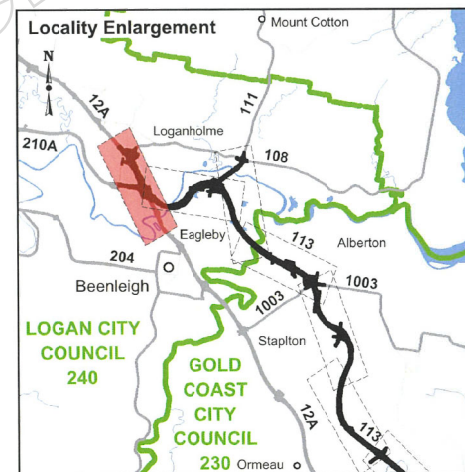 Locality Enlargement
Mount Cotton
N
12A
111
Loganholme
210A
108
Eagleby
113
Alberton
204
1003
Beenleigh
1003
LOGAN CITY
COUNCIL
240
Staplton
GOLD
COAST
CITY
COUNCIL
230
12A
113
Ormeau